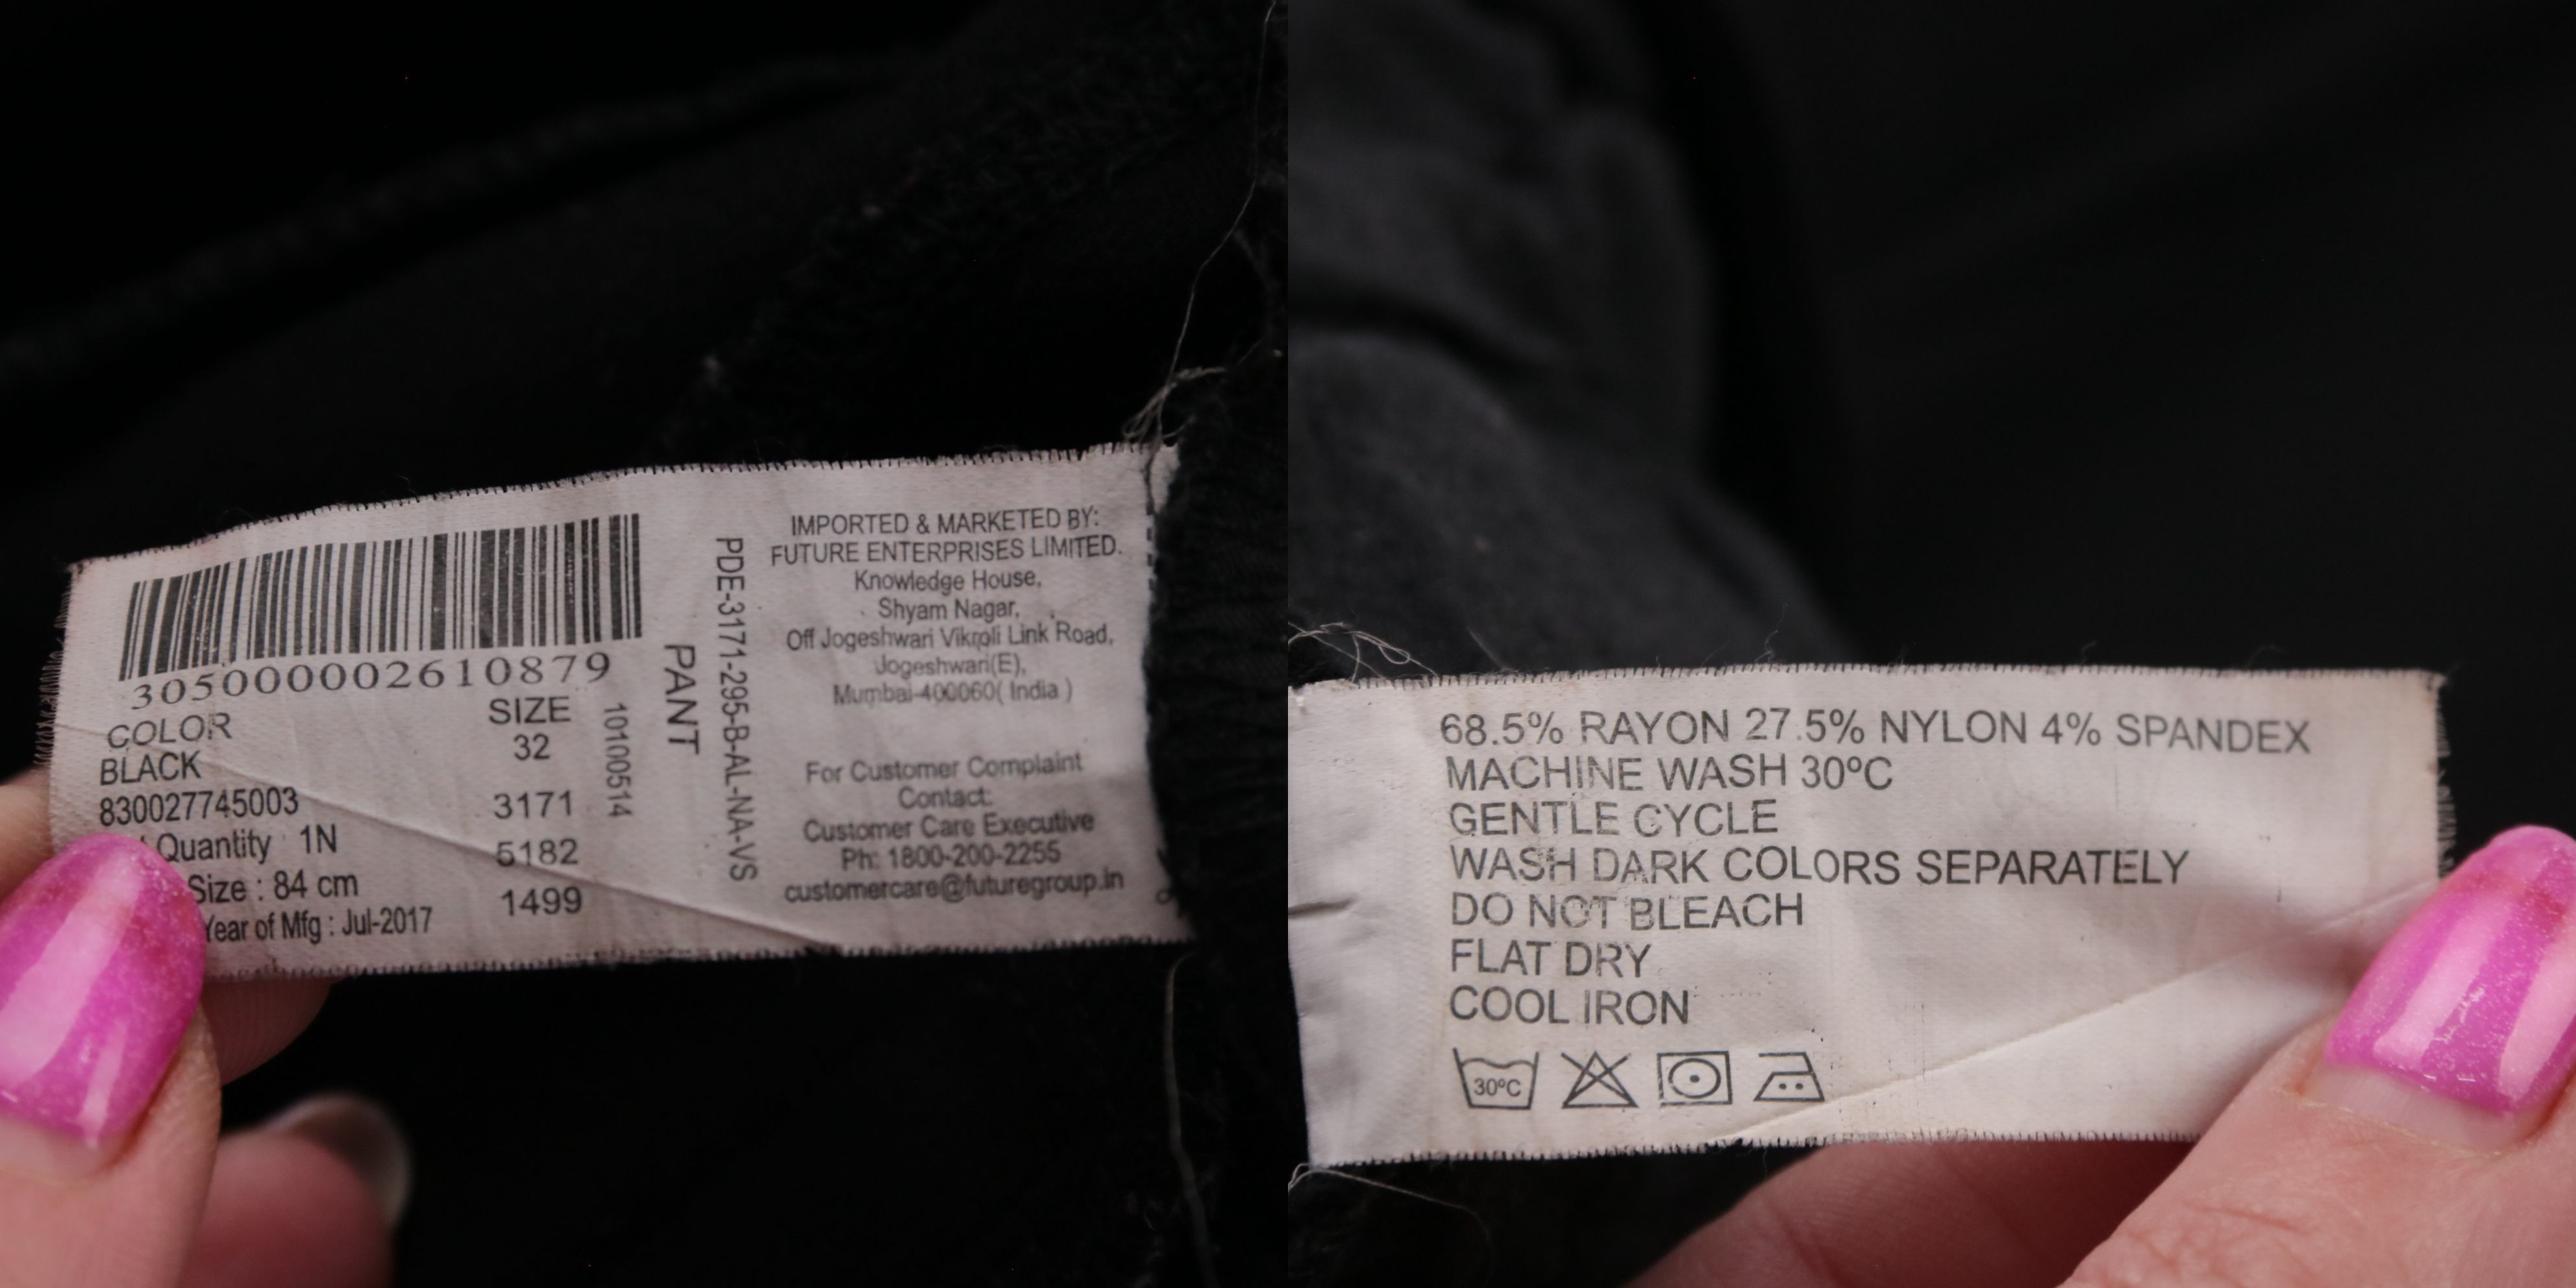 3050000002610879
COLOR
BLACK
830027745003
Quantity 1N
Size : 84 cm
Year of Mfg : Jul-2017
SIZE
32
3171
5182
1499
10100514
PANT
PDE-3171-295-B-AL-NA-VS
IMPORTED & MARKETED BY:
FUTURE ENTERPRISES LIMITED.
Knowledge House,
Shyam Nagar,
Off Jogeshwari Vikroli Link Road,
Jogeshwari(E),
Mumbai-400060( India )
For Customer Complaint
Contact:
Customer Care Executive
Ph: 1800-200-2255
customercare@futuregroup.in
68.5% RAYON 27.5% NYLON 4% SPANDEX
MACHINE WASH 30ºC
GENTLE CYCLE
WASH DARK COLORS SEPARATELY
DO NOT BLEACH
FLAT DRY
COOL IRON
30ºC